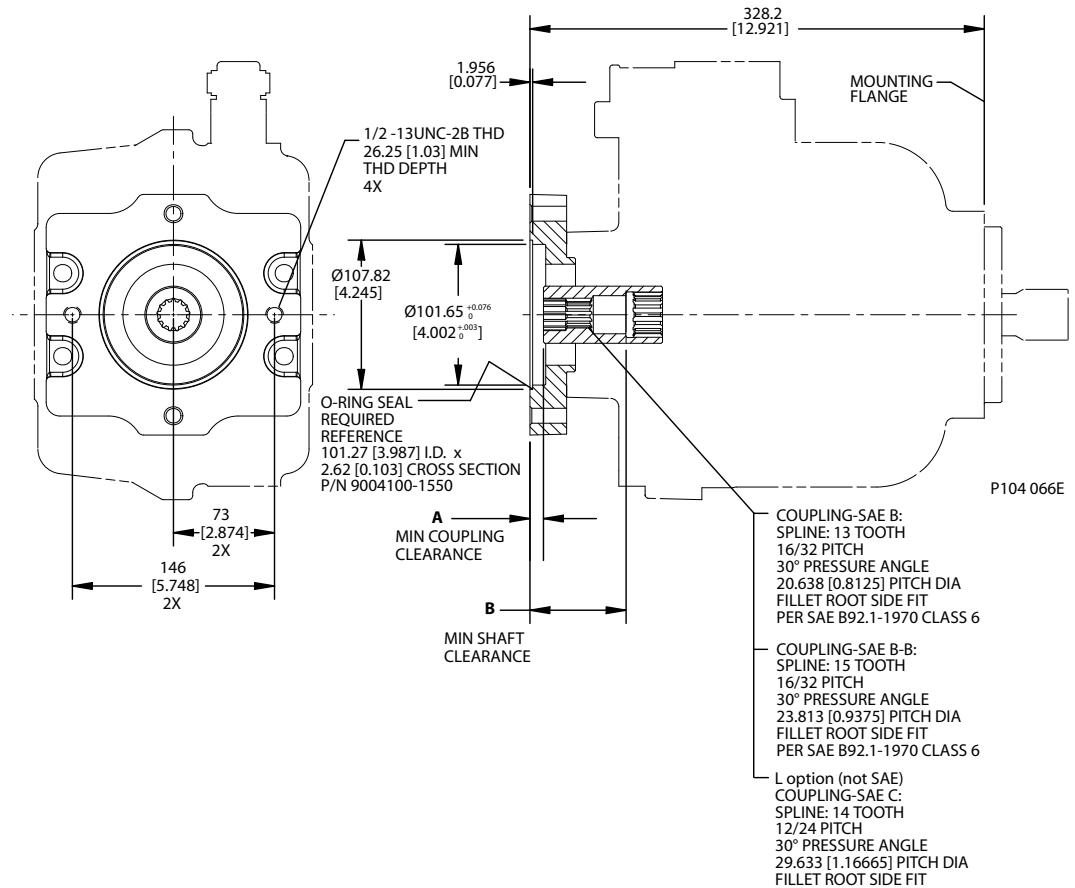 328.2
[12.921]
1.956
[0.077]
MOUNTING
FLANGE
1/2 -13UNC-2B THD
26.25 [1.03] MIN
THD DEPTH
4X
Ø107.82
[4.245]
Ø101.65 +0.076 0
[4.002 +.003 0]
O-RING SEAL
REQUIRED
REFERENCE
101.27 [3.987] I.D. x
2.62 [0.103] CROSS SECTION
P/N 9004100-1550
P104 066E
73
[2.874]
2X
146
[5.748]
2X
A
MIN COUPLING
CLEARANCE
B
MIN SHAFT
CLEARANCE
COUPLING-SAE B:
SPLINE: 13 TOOTH
16/32 PITCH
30° PRESSURE ANGLE
20.638 [0.8125] PITCH DIA
FILLET ROOT SIDE FIT
PER SAE B92.1-1970 CLASS 6
COUPLING-SAE B-B:
SPLINE: 15 TOOTH
16/32 PITCH
30° PRESSURE ANGLE
23.813 [0.9375] PITCH DIA
FILLET ROOT SIDE FIT
PER SAE B92.1-1970 CLASS 6
L option (not SAE)
COUPLING-SAE C:
SPLINE: 14 TOOTH
12/24 PITCH
30° PRESSURE ANGLE
29.633 [1.16665] PITCH DIA
FILLET ROOT SIDE FIT